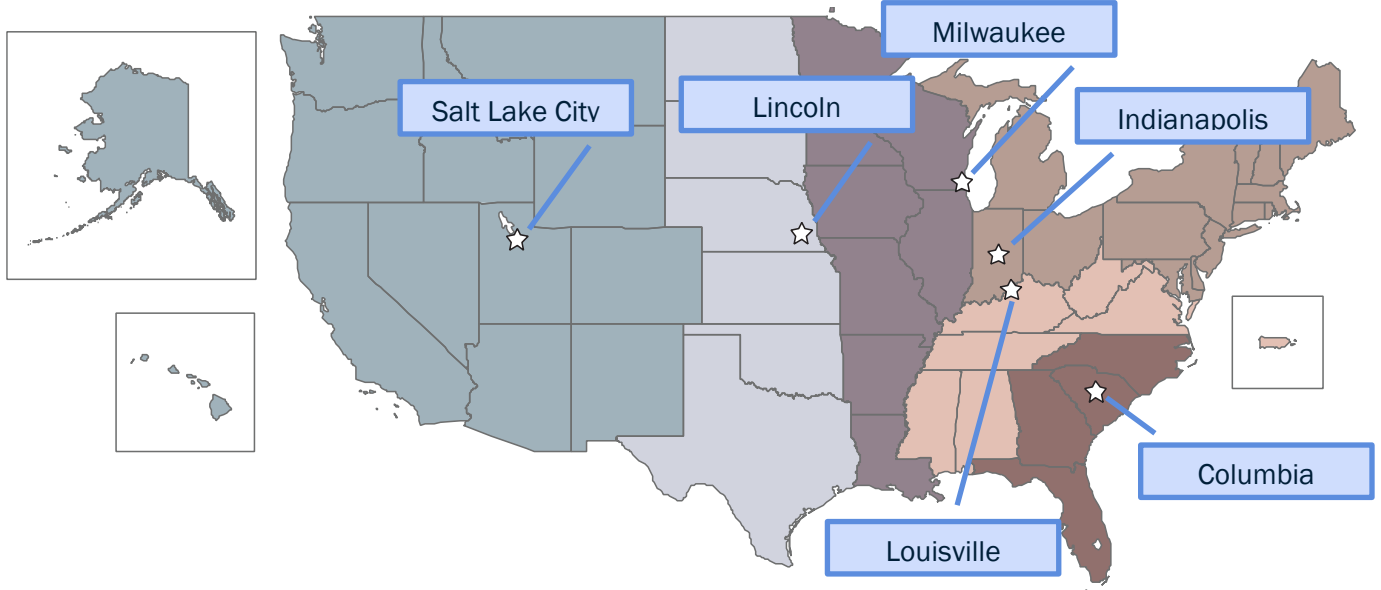 Milwaukee
Salt Lake City
Lincoln
Indianapolis
Columbia
Louisville